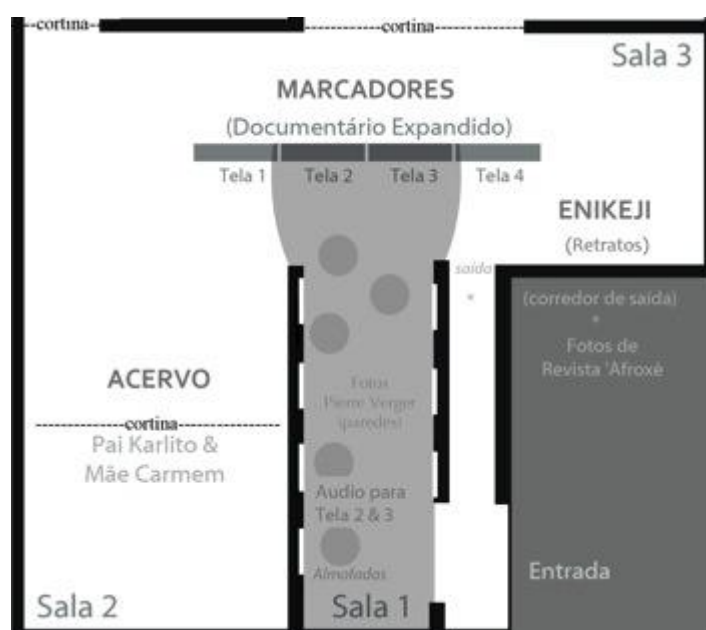 cortina
cortina
Sala 3
MARCADORES
(Documentário Expandido)
Tela 1
Tela 2
Tela 3
Tela 4
ENIKEJI
(Retratos)
saída
*
(corredor de saída)
*
Fotos de
Revista 'Afroxé
ACERVO
cortina
Pai Karlito &
Mãe Carmem
Fotos
Pierre Verger
(paredes)
Audio para
Tela 2 & 3
Almofadas
Entrada
Sala 2
Sala 1